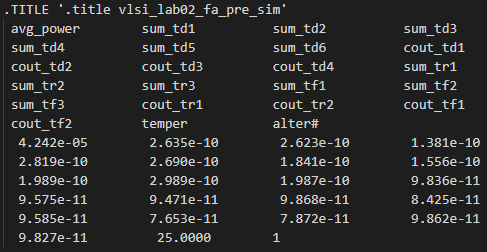 .TITLE '.title vlsi_lab02_fa_pre_sim'
avg_power sum_td1 sum_td2 sum_td3
sum_td4 sum_td5 sum_td6 cout_td1
cout_td2 cout_td3 cout_td4 sum_tr1
sum_tr2 sum_tr3 sum_tf1 sum_tf2
sum_tf3 cout_tr1 cout_tr2 cout_tf1
cout_tf2 temper alter#
4.242e-05 2.635e-10 2.623e-10 1.381e-10
2.819e-10 2.690e-10 1.841e-10 1.556e-10
1.989e-10 2.989e-10 1.987e-10 9.836e-11
9.575e-11 9.471e-11 9.868e-11 8.425e-11
9.585e-11 7.653e-11 7.872e-11 9.862e-11
9.827e-11 25.0000 1